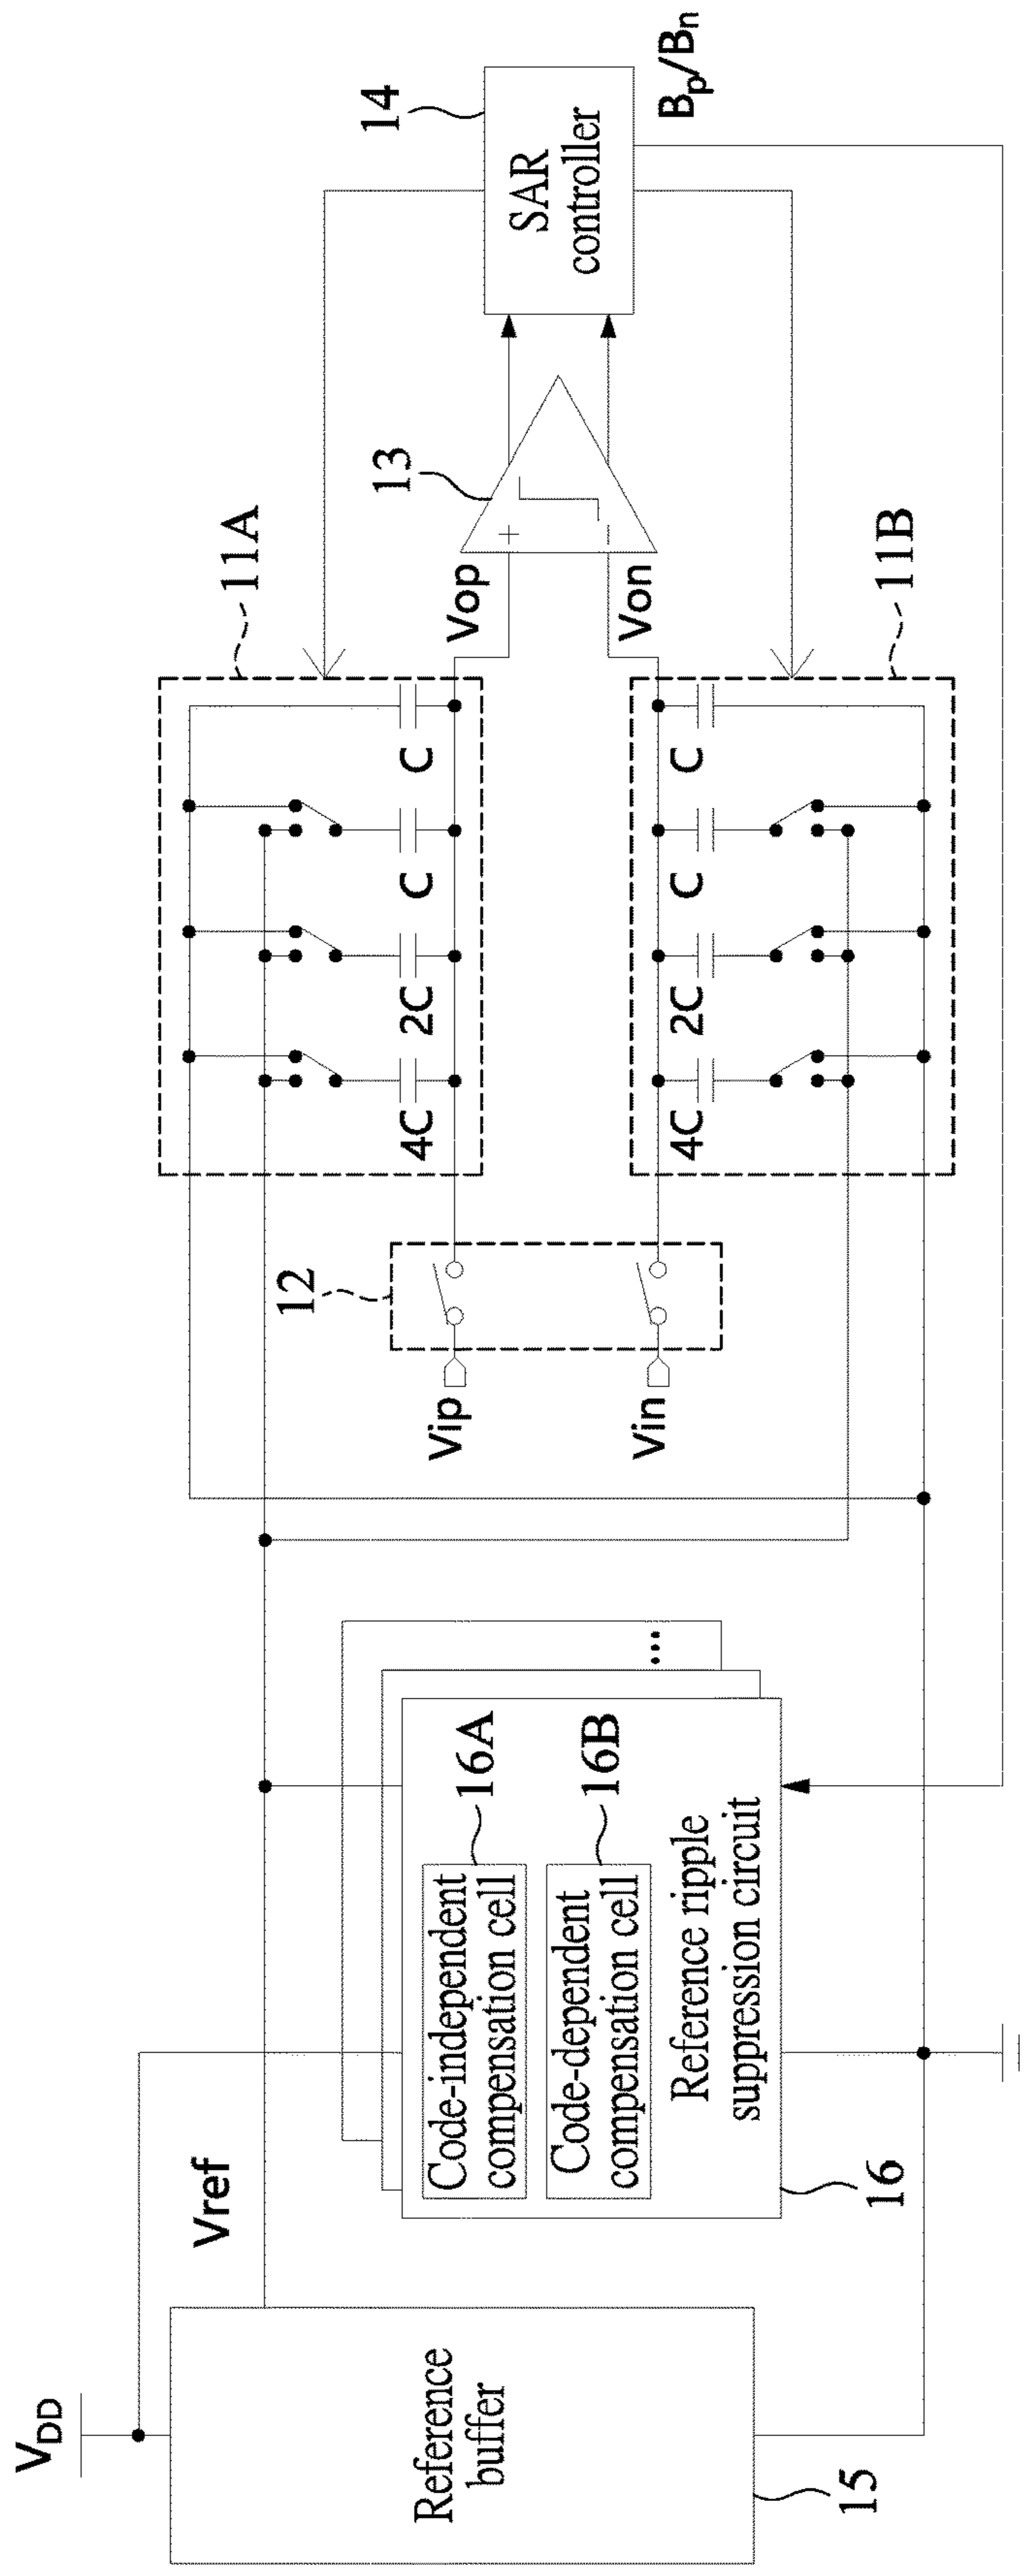 V_DD
Vref
Reference
buffer
15
Code-independent
compensation cell
16A
Code-dependent
compensation cell
16B
Reference ripple
suppression circuit
16
...
12
Vip
Vin
11A
4C
2C
C
C
4C
2C
C
C
11B
Vop
Von
+
-
13
SAR
controller
14
B_p/B_n